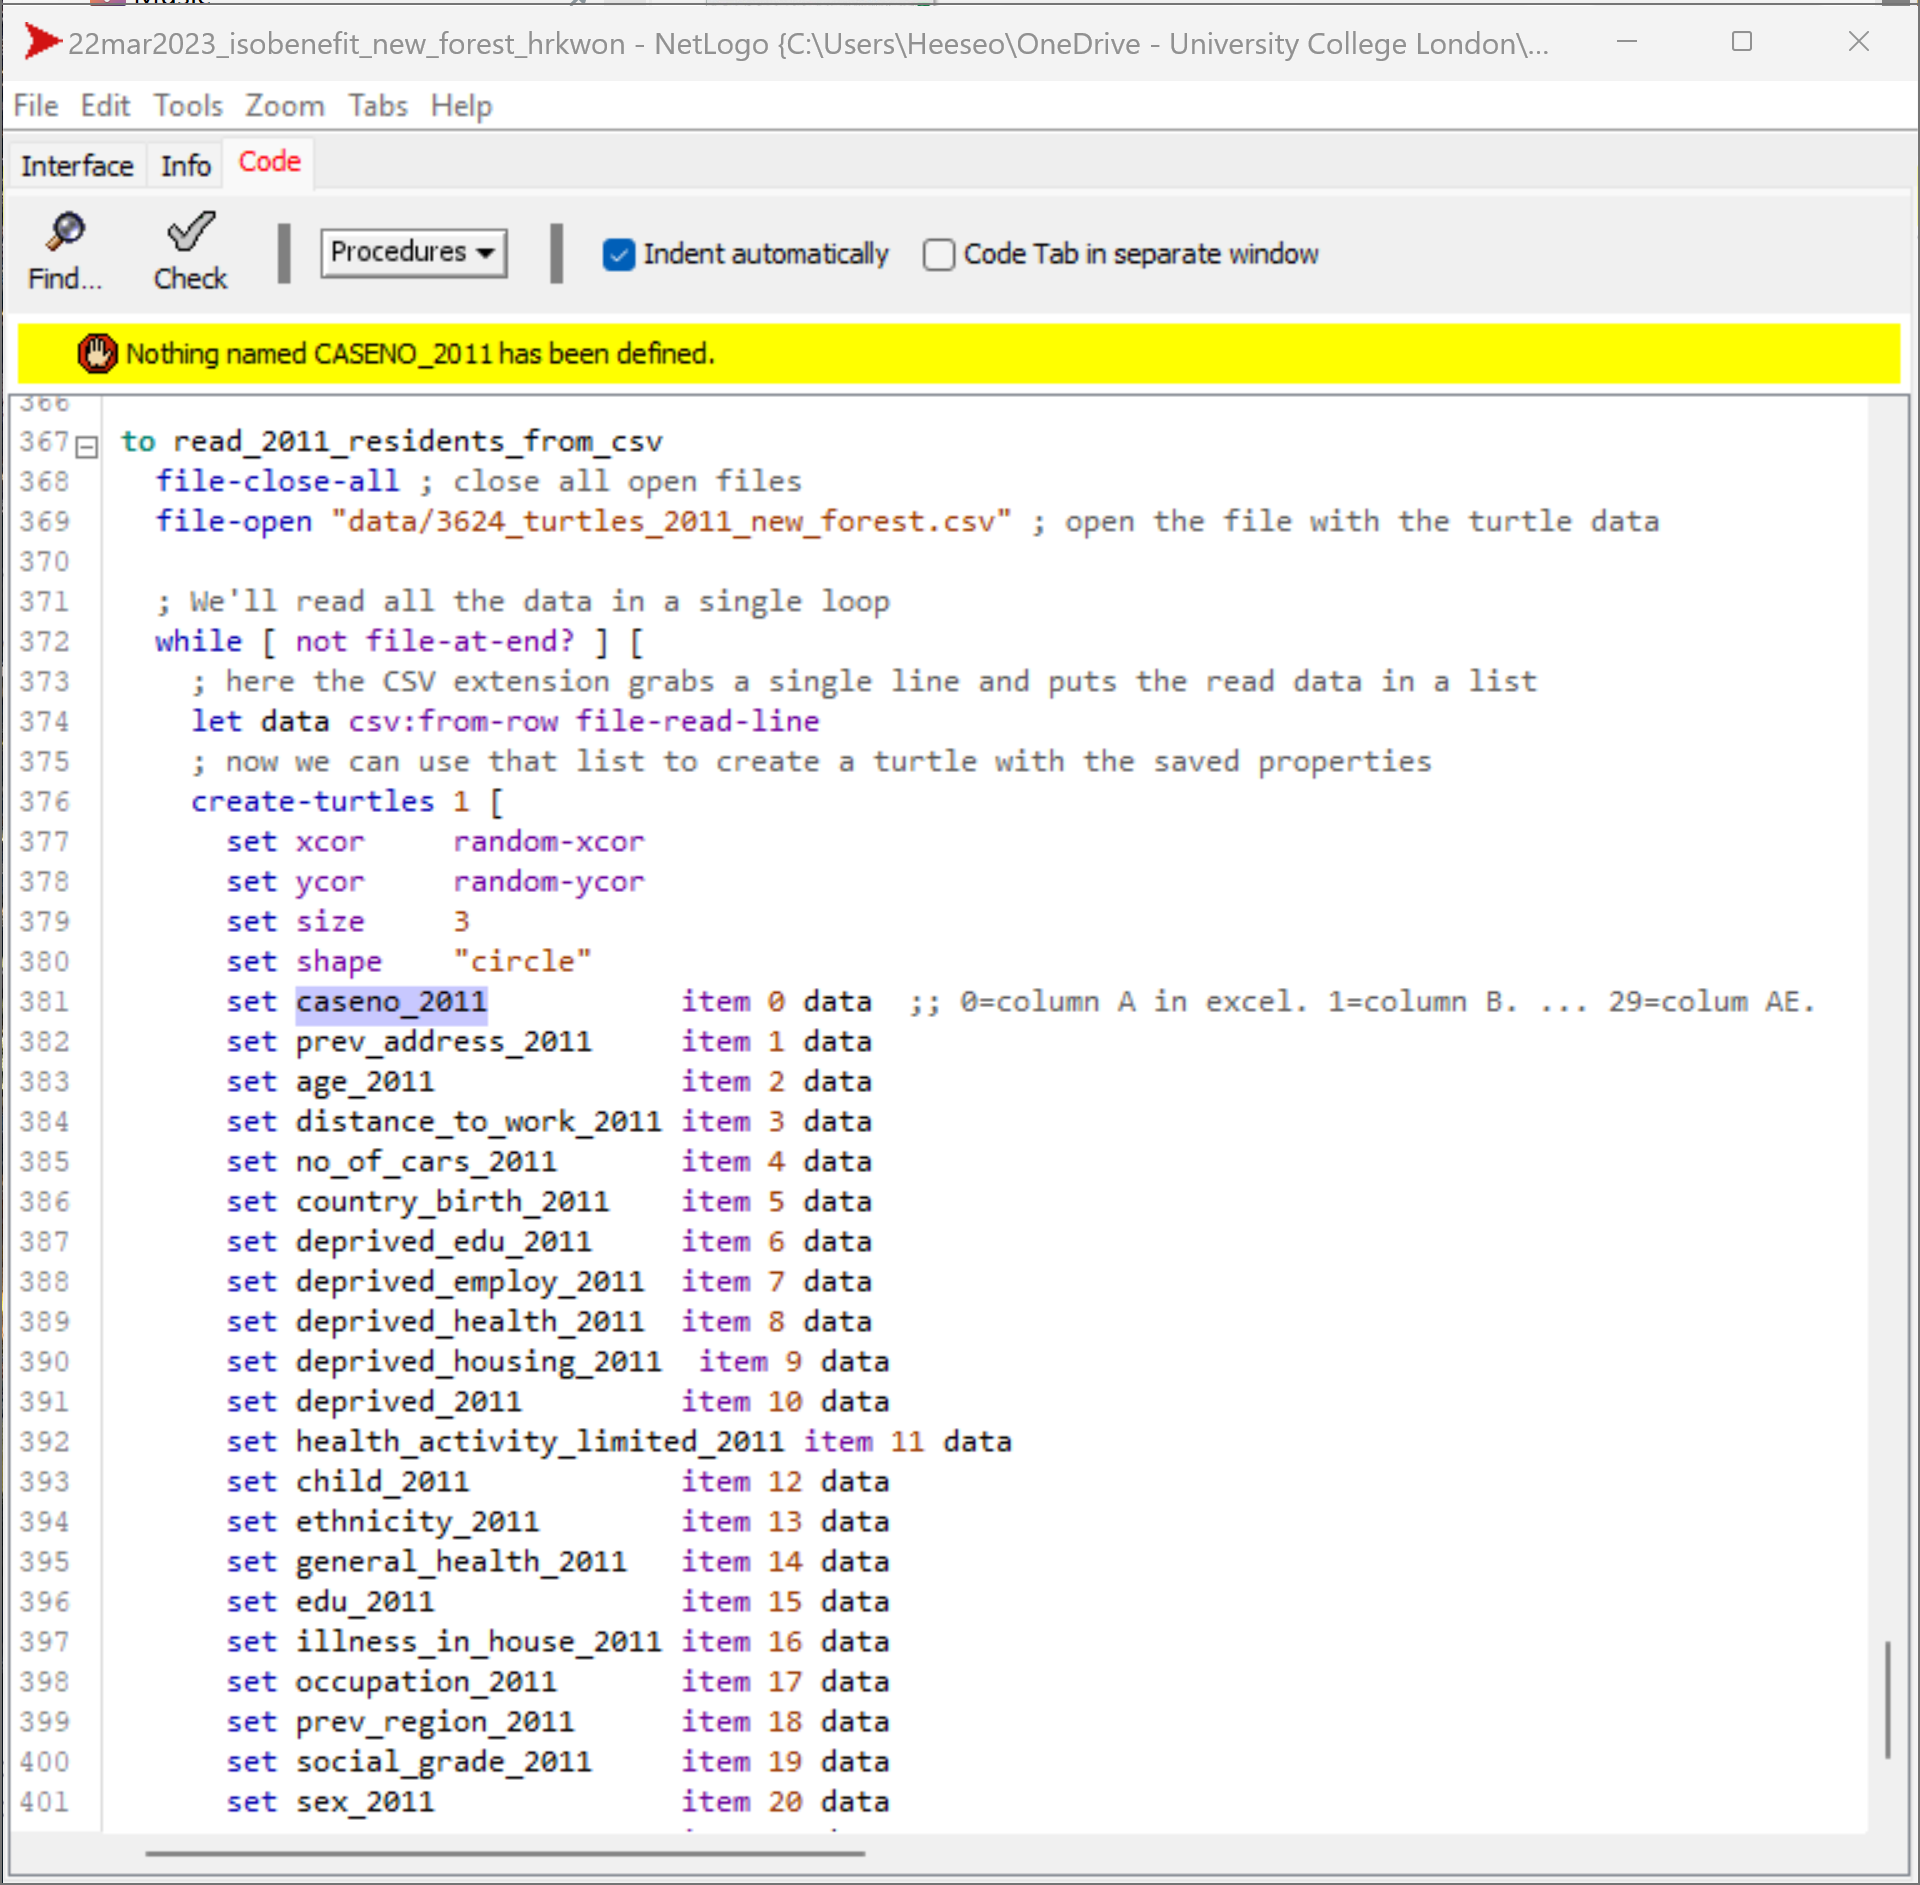 22mar2023_isobenefit_new_forest_hrkwon - NetLogo {C:\Users\Heeseo\OneDrive - University College London\...
File Edit Tools Zoom Tabs Help
Interface Info Code
Find... Check Procedures Indent automatically Code Tab in separate window
Nothing named CASENO_2011 has been defined.
366
367 to read_2011_residents_from_csv
368 file-close-all ; close all open files
369 file-open "data/3624_turtles_2011_new_forest.csv" ; open the file with the turtle data
370
371 ; We'll read all the data in a single loop
372 while [ not file-at-end? ] [
373 ; here the CSV extension grabs a single line and puts the read data in a list
374 let data csv:from-row file-read-line
375 ; now we can use that list to create a turtle with the saved properties
376 create-turtles 1 [
377 set xcor random-xcor
378 set ycor random-ycor
379 set size 3
380 set shape "circle"
381 set caseno_2011 item 0 data ;; 0=column A in excel. 1=column B. ... 29=colum AE.
382 set prev_address_2011 item 1 data
383 set age_2011 item 2 data
384 set distance_to_work_2011 item 3 data
385 set no_of_cars_2011 item 4 data
386 set country_birth_2011 item 5 data
387 set deprived_edu_2011 item 6 data
388 set deprived_employ_2011 item 7 data
389 set deprived_health_2011 item 8 data
390 set deprived_housing_2011 item 9 data
391 set deprived_2011 item 10 data
392 set health_activity_limited_2011 item 11 data
393 set child_2011 item 12 data
394 set ethnicity_2011 item 13 data
395 set general_health_2011 item 14 data
396 set edu_2011 item 15 data
397 set illness_in_house_2011 item 16 data
398 set occupation_2011 item 17 data
399 set prev_region_2011 item 18 data
400 set social_grade_2011 item 19 data
401 set sex_2011 item 20 data